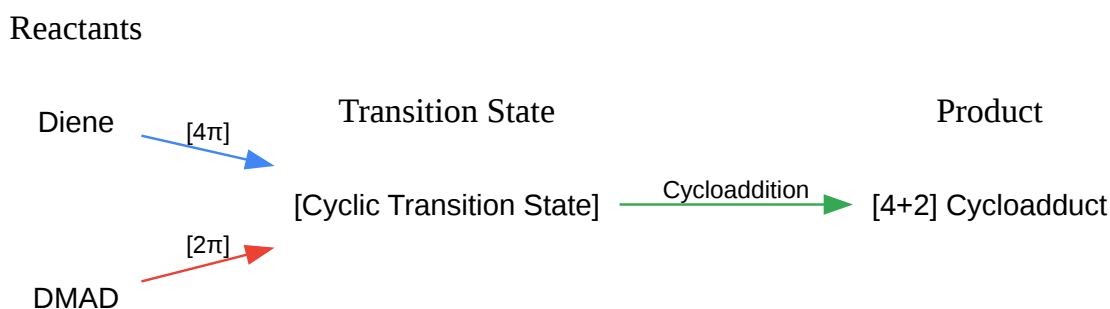 Reactants
Transition State
Product
Diene
[4π]
[Cyclic Transition State]
Cycloaddition
[4+2] Cycloadduct
[2π]
DMAD